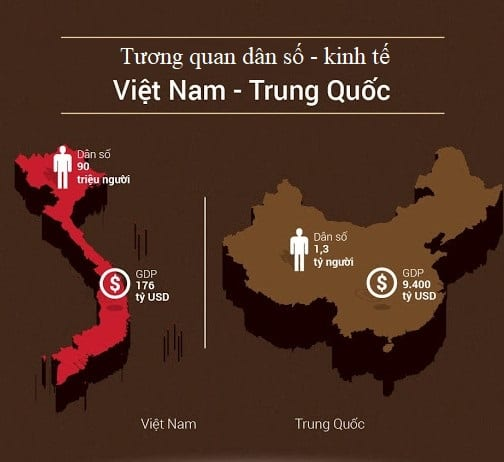 Tương quan dân số - kinh tế
Việt Nam - Trung Quốc
Dân số
90
triệu người
GDP
176
tỷ USD
Dân số
1,3
tỷ người
GDP
9.400
tỷ USD
$
$
Việt Nam
Trung Quốc